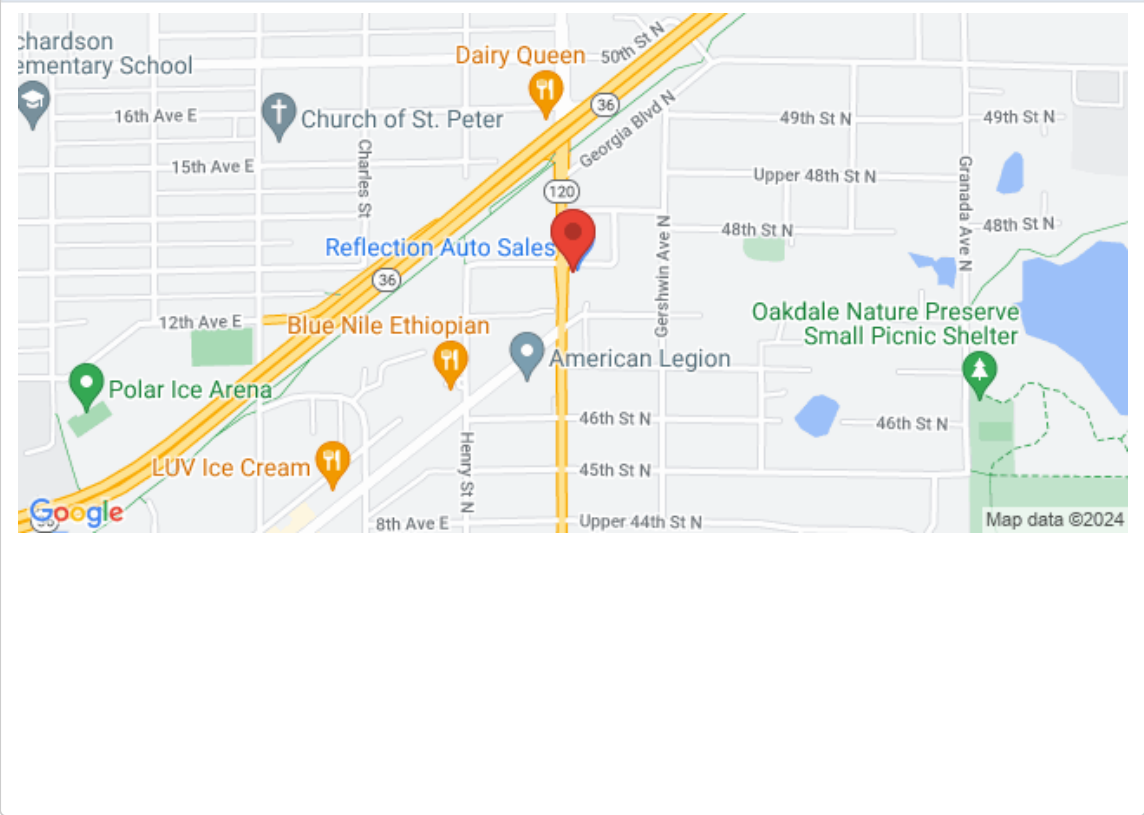 chardson
ementary School
Dairy Queen
50th St N
36
16th Ave E
Church of St. Peter
Georgia Blvd N
49th St N
49th St N
15th Ave E
Charles St
120
Upper 48th St N
Granada Ave N
48th St N
48th St N
Reflection Auto Sales
Gershwin Ave N
36
12th Ave E
Blue Nile Ethiopian
Oakdale Nature Preserve
Small Picnic Shelter
American Legion
Polar Ice Arena
46th St N
46th St N
LUV Ice Cream
Henry St N
45th St N
Google
8th Ave E
Upper 44th St N
Map data ©2024